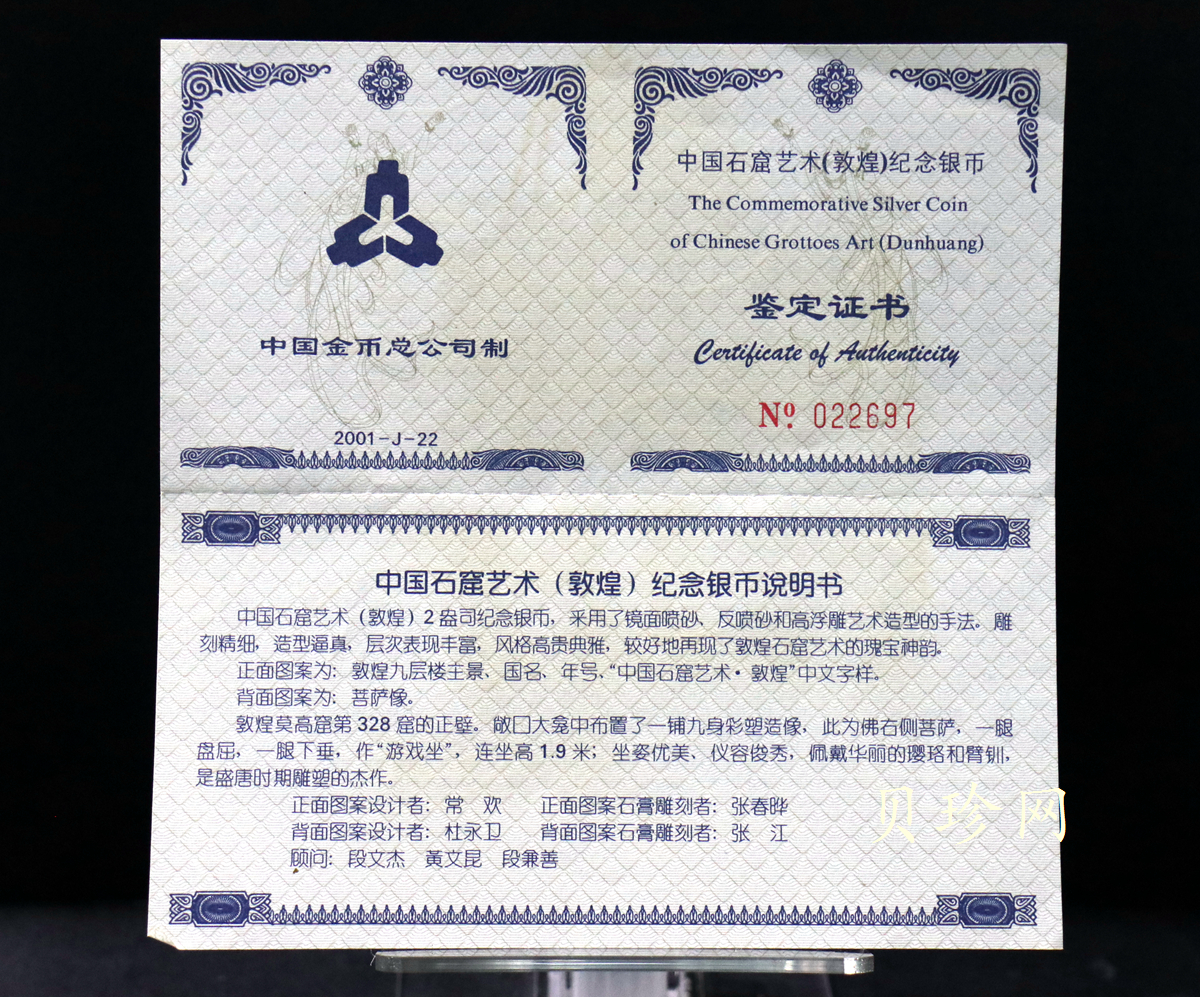 中国金币总公司制
2001-J-22
中国石窟艺术(敦煌)纪念银币
The Commemorative Silver Coin
of Chinese Grottoes Art (Dunhuang)
鉴定证书
Certificate of Authenticity
Nº 022697
中国石窟艺术（敦煌）纪念银币说明书
中国石窟艺术（敦煌）2盎司纪念银币，采用了镜面喷砂、反喷砂和高浮雕艺术造型的手法。雕
刻精细，造型逼真，层次表现丰富，风格高贵典雅，较好地再现了敦煌石窟艺术的瑰宝神韵。
正面图案为：敦煌九层楼主景、国名、年号、“中国石窟艺术·敦煌”中文字样。
背面图案为：菩萨像。
敦煌莫高窟第328窟的正壁。敞口大龛中布置了一铺九身彩塑造像，此为佛右侧菩萨，一腿
盘屈，一腿下垂，作“游戏坐”，连坐高1.9米；坐姿优美、仪容俊秀，佩戴华丽的璎珞和臂钏，
是盛唐时期雕塑的杰作。
正面图案设计者：常 欢 正面图案石膏雕刻者：张春晔
背面图案设计者：杜永卫 背面图案石膏雕刻者：张 江
顾问：段文杰 黃文昆 段兼善
贝珍网